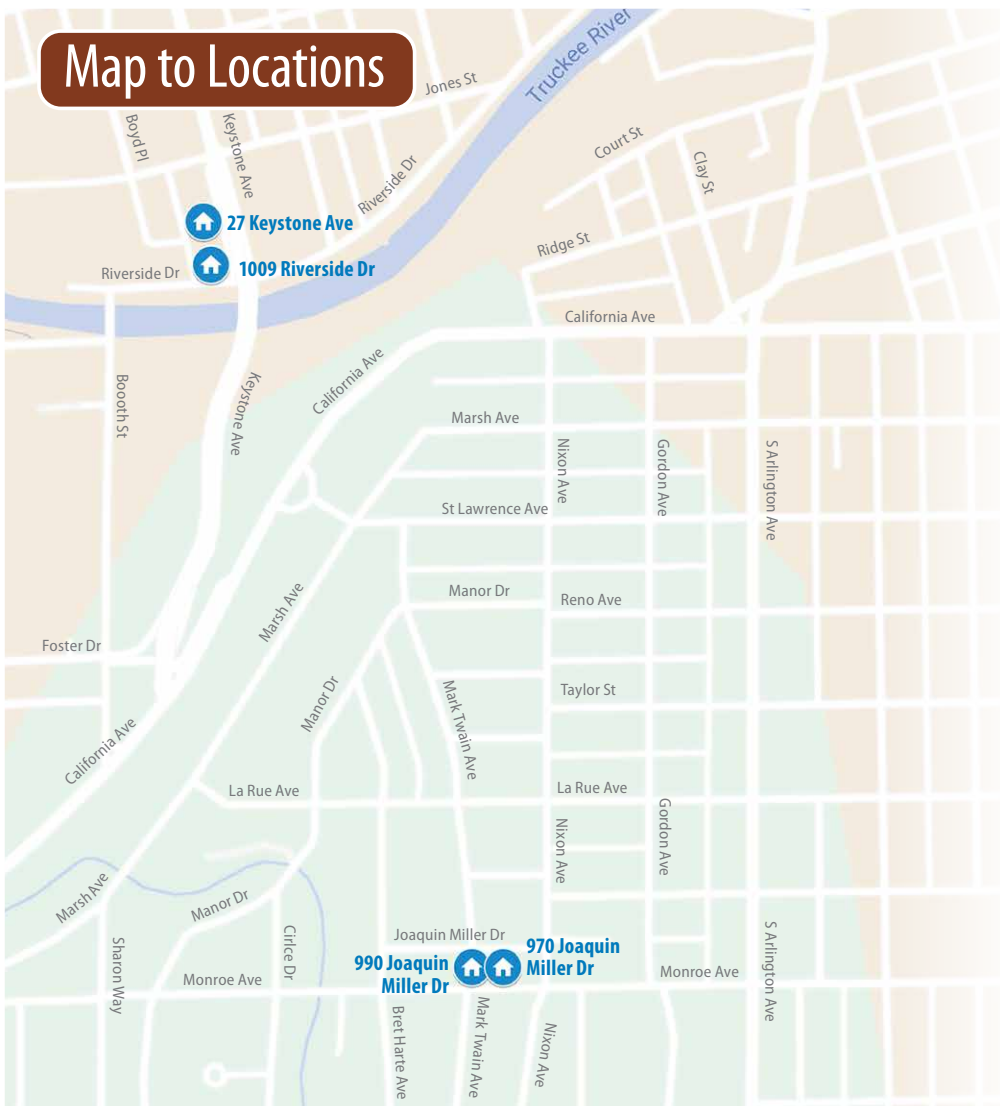 Map to Locations
Truckee River
Jones St
Boyd Pl
Keystone Ave
Riverside Dr
Court St
Clay St
27 Keystone Ave
Ridge St
Riverside Dr
1009 Riverside Dr
California Ave
California Ave
Boooth St
Keystone Ave
Marsh Ave
Nixon Ave
Gordon Ave
S Arlington Ave
St Lawrence Ave
Marsh Ave
Manor Dr
Reno Ave
Foster Dr
Manor Dr
Mark Twain Ave
Taylor St
California Ave
La Rue Ave
La Rue Ave
Nixon Ave
Gordon Ave
Marsh Ave
Manor Dr
Cirlce Dr
Joaquin Miller Dr
S Arlington Ave
Sharon Way
990 Joaquin
Miller Dr
970 Joaquin
Miller Dr
Monroe Ave
Monroe Ave
Bret Harte Ave
Mark Twain Ave
Nixon Ave